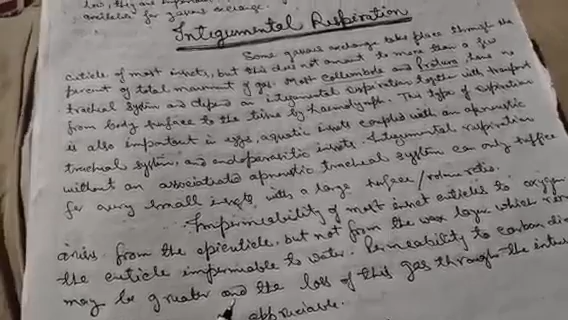 low, they are
for gaseous exchange.
Integumental Respiration
Some gaseous exchange takes place through the
cuticle of most insects, but this does not amount to more than a few
percent of total movement of gas. Most collembola and Protura have no
tracheal system and depend on integumental respiration together with transport
from body surface to the tissue by haemolymph. This type of respiration
is also important in eggs, aquatic insects coupled with an apneustic
tracheal system, and endoparasitic insects. Integumental respiration
without an associated apneustic tracheal system can only suffice
for very small insects with a large surface/volume ratio.
Impermeability of most insect cuticles to oxygen
arises from the epicuticle, but not from the wax layer which
the cuticle impermeable to water. Permeability to carbon di
may be greater and the loss of this gas through the
appreciable.